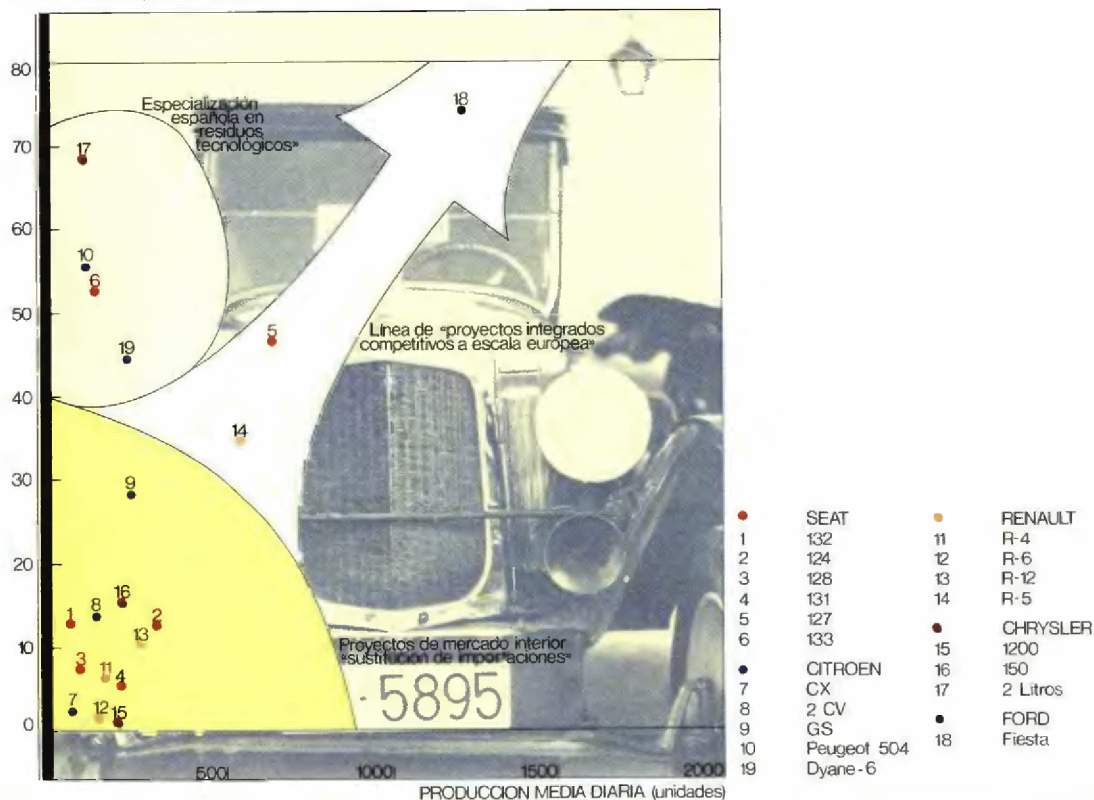 80
70
60
50
40
30
20
10
0
Especialización
española en
«residuos
tecnológicos»
17
10
6
19
18
5
14
Línea de «proyectos integrados
competitivos a escala europea»
9
16
1
8
2
13
3
11
4
7
12
15
Proyectos de mercado interior
«sustitución de importaciones»
5895
500
1000
1500
2000
PRODUCCION MEDIA DIARIA (unidades)
SEAT
1 132
2 124
3 128
4 131
5 127
6 133
CITROEN
7 CX
8 2 CV
9 GS
10 Peugeot 504
19 Dyane-6
RENAULT
11 R-4
12 R-6
13 R-12
14 R-5
CHRYSLER
15 1200
16 150
17 2 Litros
FORD
18 Fiesta